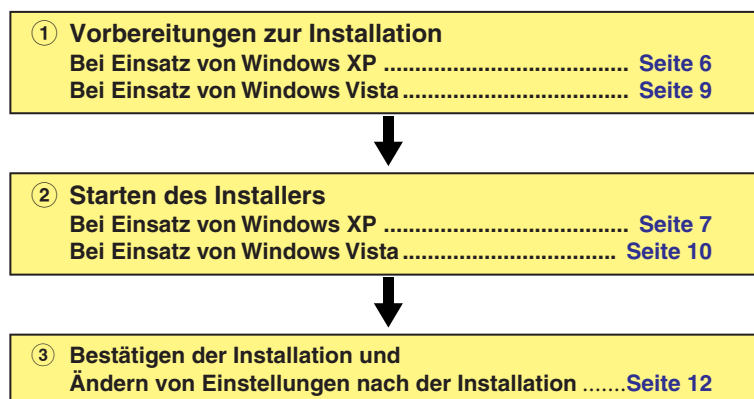 ① Vorbereitungen zur Installation
Bei Einsatz von Windows XP ....................................... Seite 6
Bei Einsatz von Windows Vista .................................... Seite 9
② Starten des Installers
Bei Einsatz von Windows XP ....................................... Seite 7
Bei Einsatz von Windows Vista .................................. Seite 10
③ Bestätigen der Installation und
Ändern von Einstellungen nach der Installation .......Seite 12